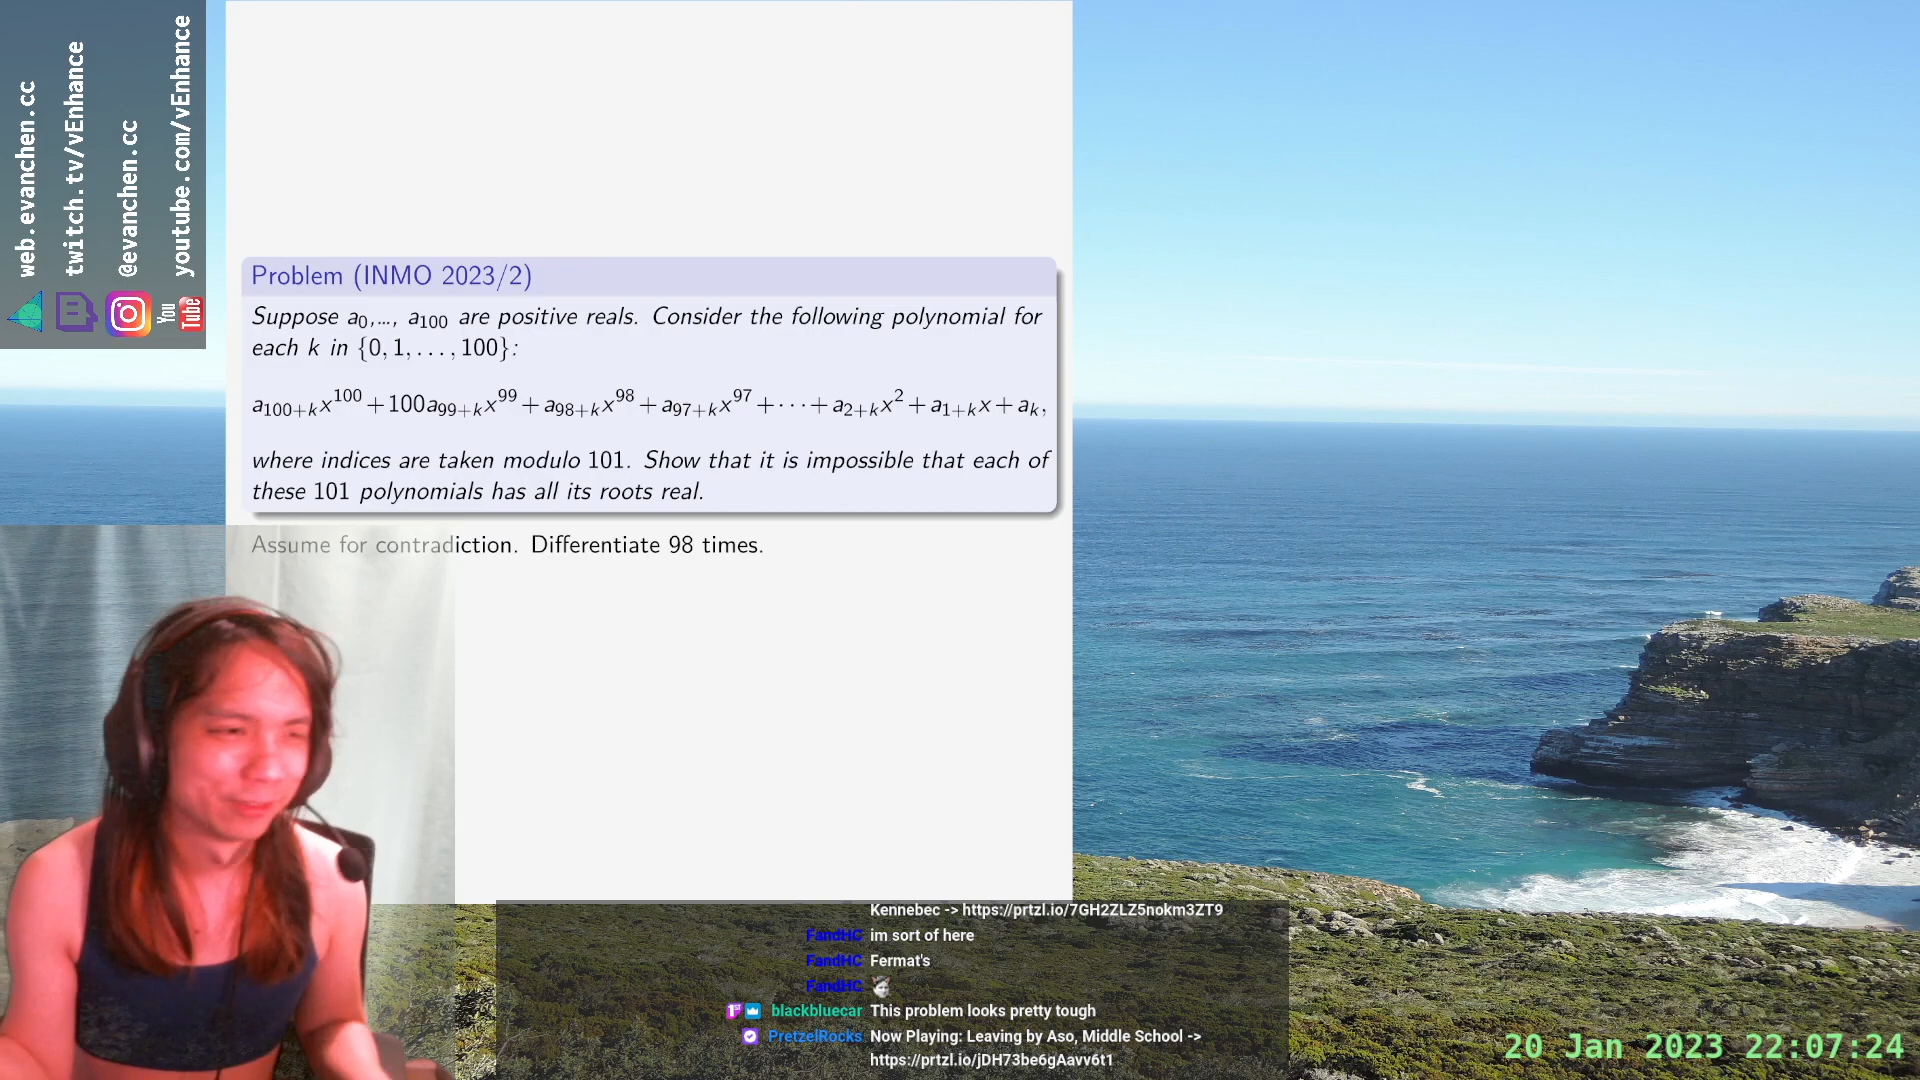 web.evanchen.cc
twitch.tv/vEnhance
@evanchen.cc
youtube.com/vEnhance
You
Tube
Problem (INMO 2023/2)
Suppose a₀,..., a₁₀₀ are positive reals. Consider the following polynomial for
each k in {0, 1, . . . , 100}:
a₁₀₀₊ₖx¹⁰⁰ + 100a₉₉₊ₖx⁹⁹ + a₉₈₊ₖx⁹⁸ + a₉₇₊ₖx⁹⁷ + · · · + a₂₊ₖx² + a₁₊ₖx + aₖ,
where indices are taken modulo 101. Show that it is impossible that each of
these 101 polynomials has all its roots real.
Assume for contradiction. Differentiate 98 times.
Kennebec -> https://prtzl.io/7GH2ZLZ5nokm3ZT9
FandHC im sort of here
FandHC Fermat's
FandHC
1st blackbluecar This problem looks pretty tough
PretzelRocks Now Playing: Leaving by Aso, Middle School ->
https://prtzl.io/jDH73be6gAavv6t1
20 Jan 2023 22:07:24